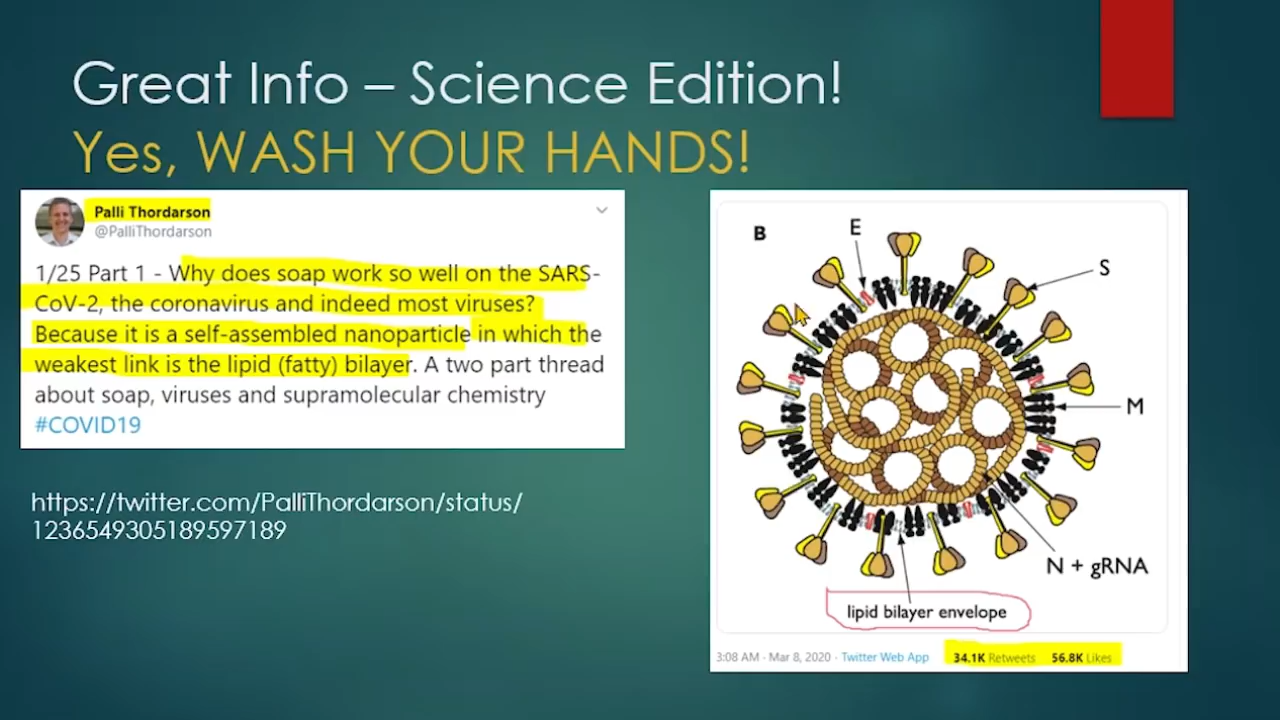 Great Info – Science Edition!
Yes, WASH YOUR HANDS!
Palli Thordarson
@PalliThordarson
1/25 Part 1 - Why does soap work so well on the SARS-
CoV-2, the coronavirus and indeed most viruses?
Because it is a self-assembled nanoparticle in which the
weakest link is the lipid (fatty) bilayer. A two part thread
about soap, viruses and supramolecular chemistry
#COVID19
https://twitter.com/PalliThordarson/status/
1236549305189597189
B
E
S
M
N + gRNA
lipid bilayer envelope
3:08 AM · Mar 8, 2020 · Twitter Web App
34.1K Retweets 56.8K Likes